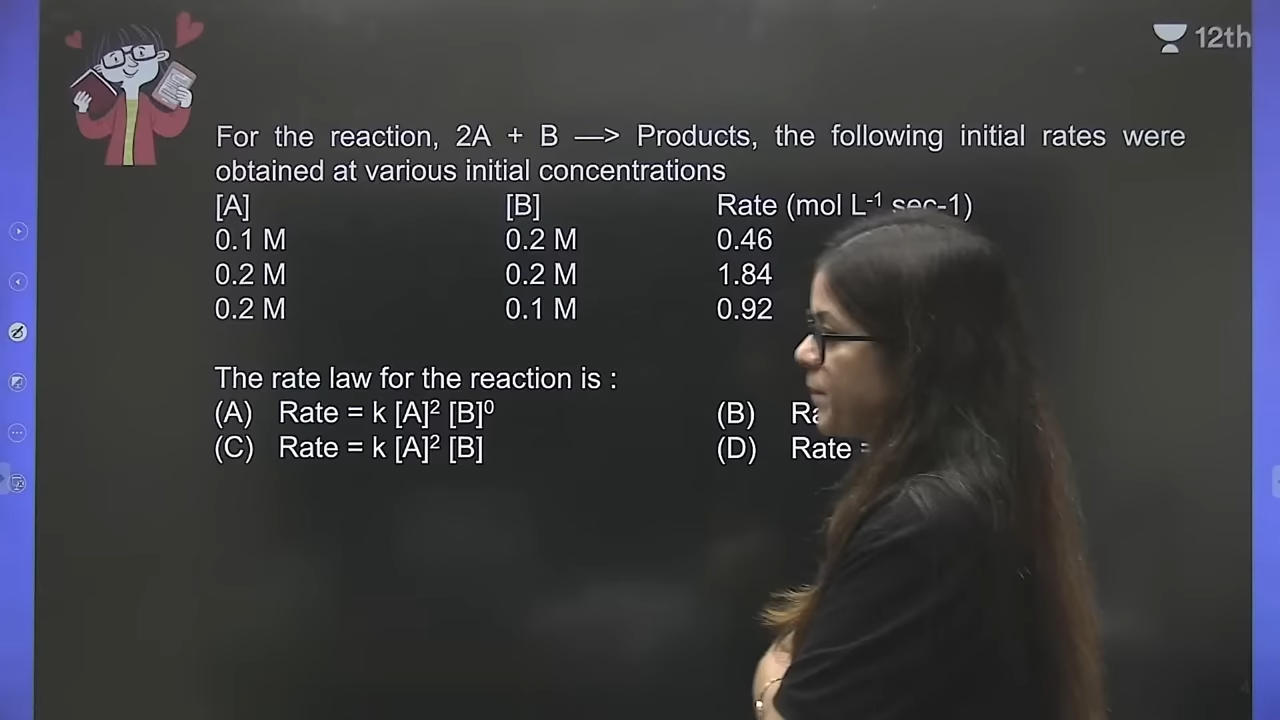 12th
For the reaction, 2A + B —> Products, the following initial rates were
obtained at various initial concentrations
[A] [B] Rate (mol L⁻¹ sec-1)
0.1 M 0.2 M 0.46
0.2 M 0.2 M 1.84
0.2 M 0.1 M 0.92
The rate law for the reaction is :
(A) Rate = k [A]² [B]⁰ (B)
(C) Rate = k [A]² [B] (D) Rate =